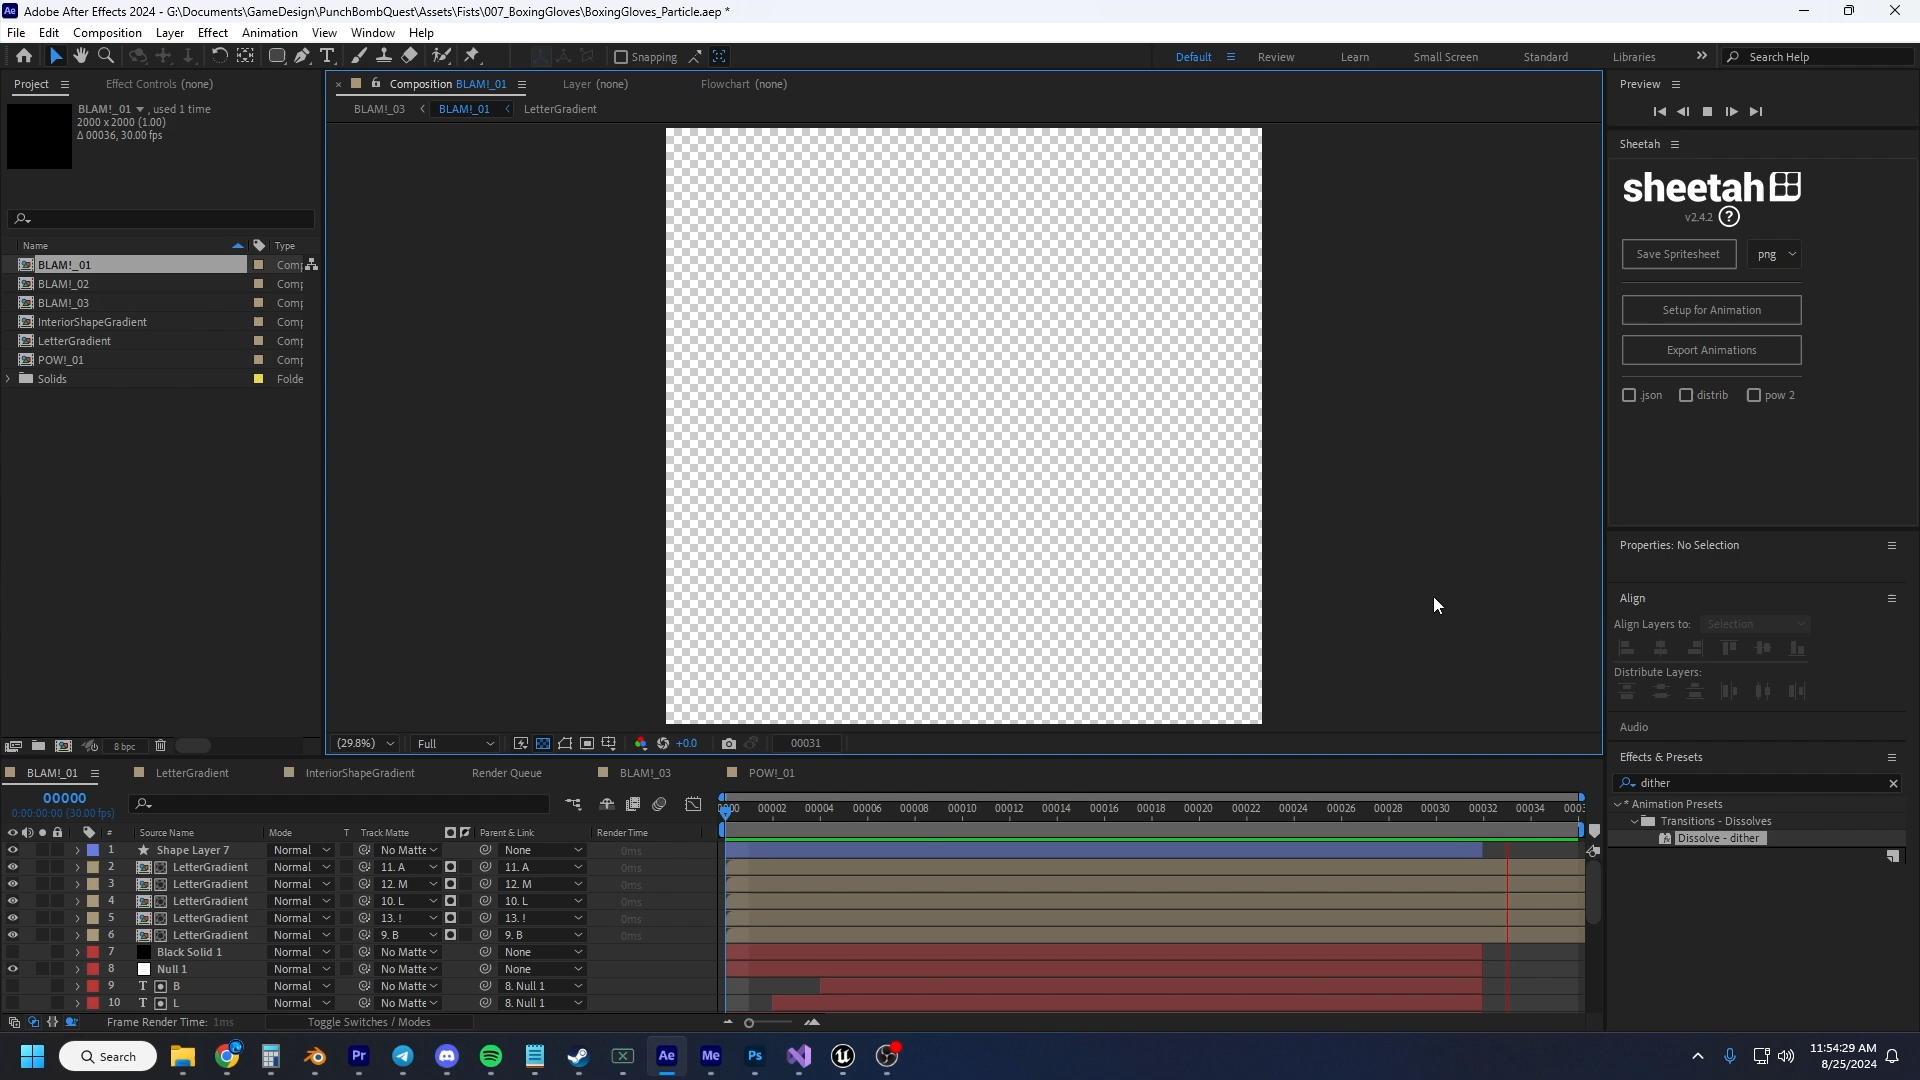 Adobe After Effects 2024 - G:\Documents\GameDesign\PunchBombQuest\Assets\Fists\007_BoxingGloves\BoxingGloves_Particle.aep *
File Edit Composition Layer Effect Animation View Window Help
Snapping Default Review Learn Small Screen Standard Libraries Search Help
Project Effect Controls (none) Composition BLAM!_01 Layer (none) Flowchart (none) Preview
BLAM!_01 , used 1 time
2000 x 2000 (1.00)
Δ 00036, 30.00 fps
BLAM!_03 BLAM!_01 LetterGradient
Sheetah
sheetah
v2.4.2 ?
Save Spritesheet png
Setup for Animation
Export Animations
.json distrib pow 2
Name Type
BLAM!_01 Comp
BLAM!_02 Comp
BLAM!_03 Comp
InteriorShapeGradient Comp
LetterGradient Comp
POW!_01 Comp
Solids Folde
Properties: No Selection
Align
Align Layers to: Selection
Distribute Layers:
Audio
Effects & Presets
dither
* Animation Presets
Transitions - Dissolves
Dissolve - dither
8 bpc
(29.8%) Full +0.0 00031
BLAM!_01 LetterGradient InteriorShapeGradient Render Queue BLAM!_03 POW!_01
00000
0:00:00:00 (30.00 fps)
00002 00004 00006 00008 00010 00012 00014 00016 00018 00020 00022 00024 00026 00028 00030 00032 00034
# Source Name Mode T Track Matte Parent & Link Render Time
1 Shape Layer 7 Normal No Matte None 0ms
2 LetterGradient Normal 11. A 11. A 0ms
3 LetterGradient Normal 12. M 12. M 0ms
4 LetterGradient Normal 10. L 10. L 0ms
5 LetterGradient Normal 13. ! 13. ! 0ms
6 LetterGradient Normal 9. B 9. B 0ms
7 Black Solid 1 Normal No Matte None
8 Null 1 Normal No Matte None
9 T B Normal No Matte 8. Null 1
10 T L Normal No Matte 8. Null 1
Frame Render Time: 1ms Toggle Switches / Modes
Search
11:54:29 AM
8/25/2024